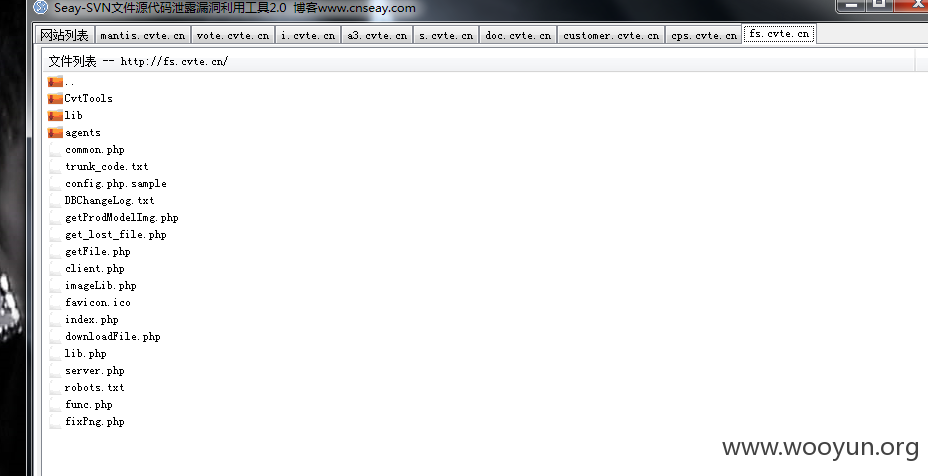 Seay-SVN文件源代码泄露漏洞利用工具2.0 博客www.cnseay.com
网站列表 mantis.cvte.cn vote.cvte.cn i.cvte.cn a3.cvte.cn s.cvte.cn doc.cvte.cn customer.cvte.cn cps.cvte.cn fs.cvte.cn
文件列表 -- http://fs.cvte.cn/
..
CvtTools
lib
agents
common.php
trunk_code.txt
config.php.sample
DBChangeLog.txt
getProdModelImg.php
get_lost_file.php
getFile.php
client.php
imageLib.php
favicon.ico
index.php
downloadFile.php
lib.php
server.php
robots.txt
func.php
fixPng.php
www.wooyun.org